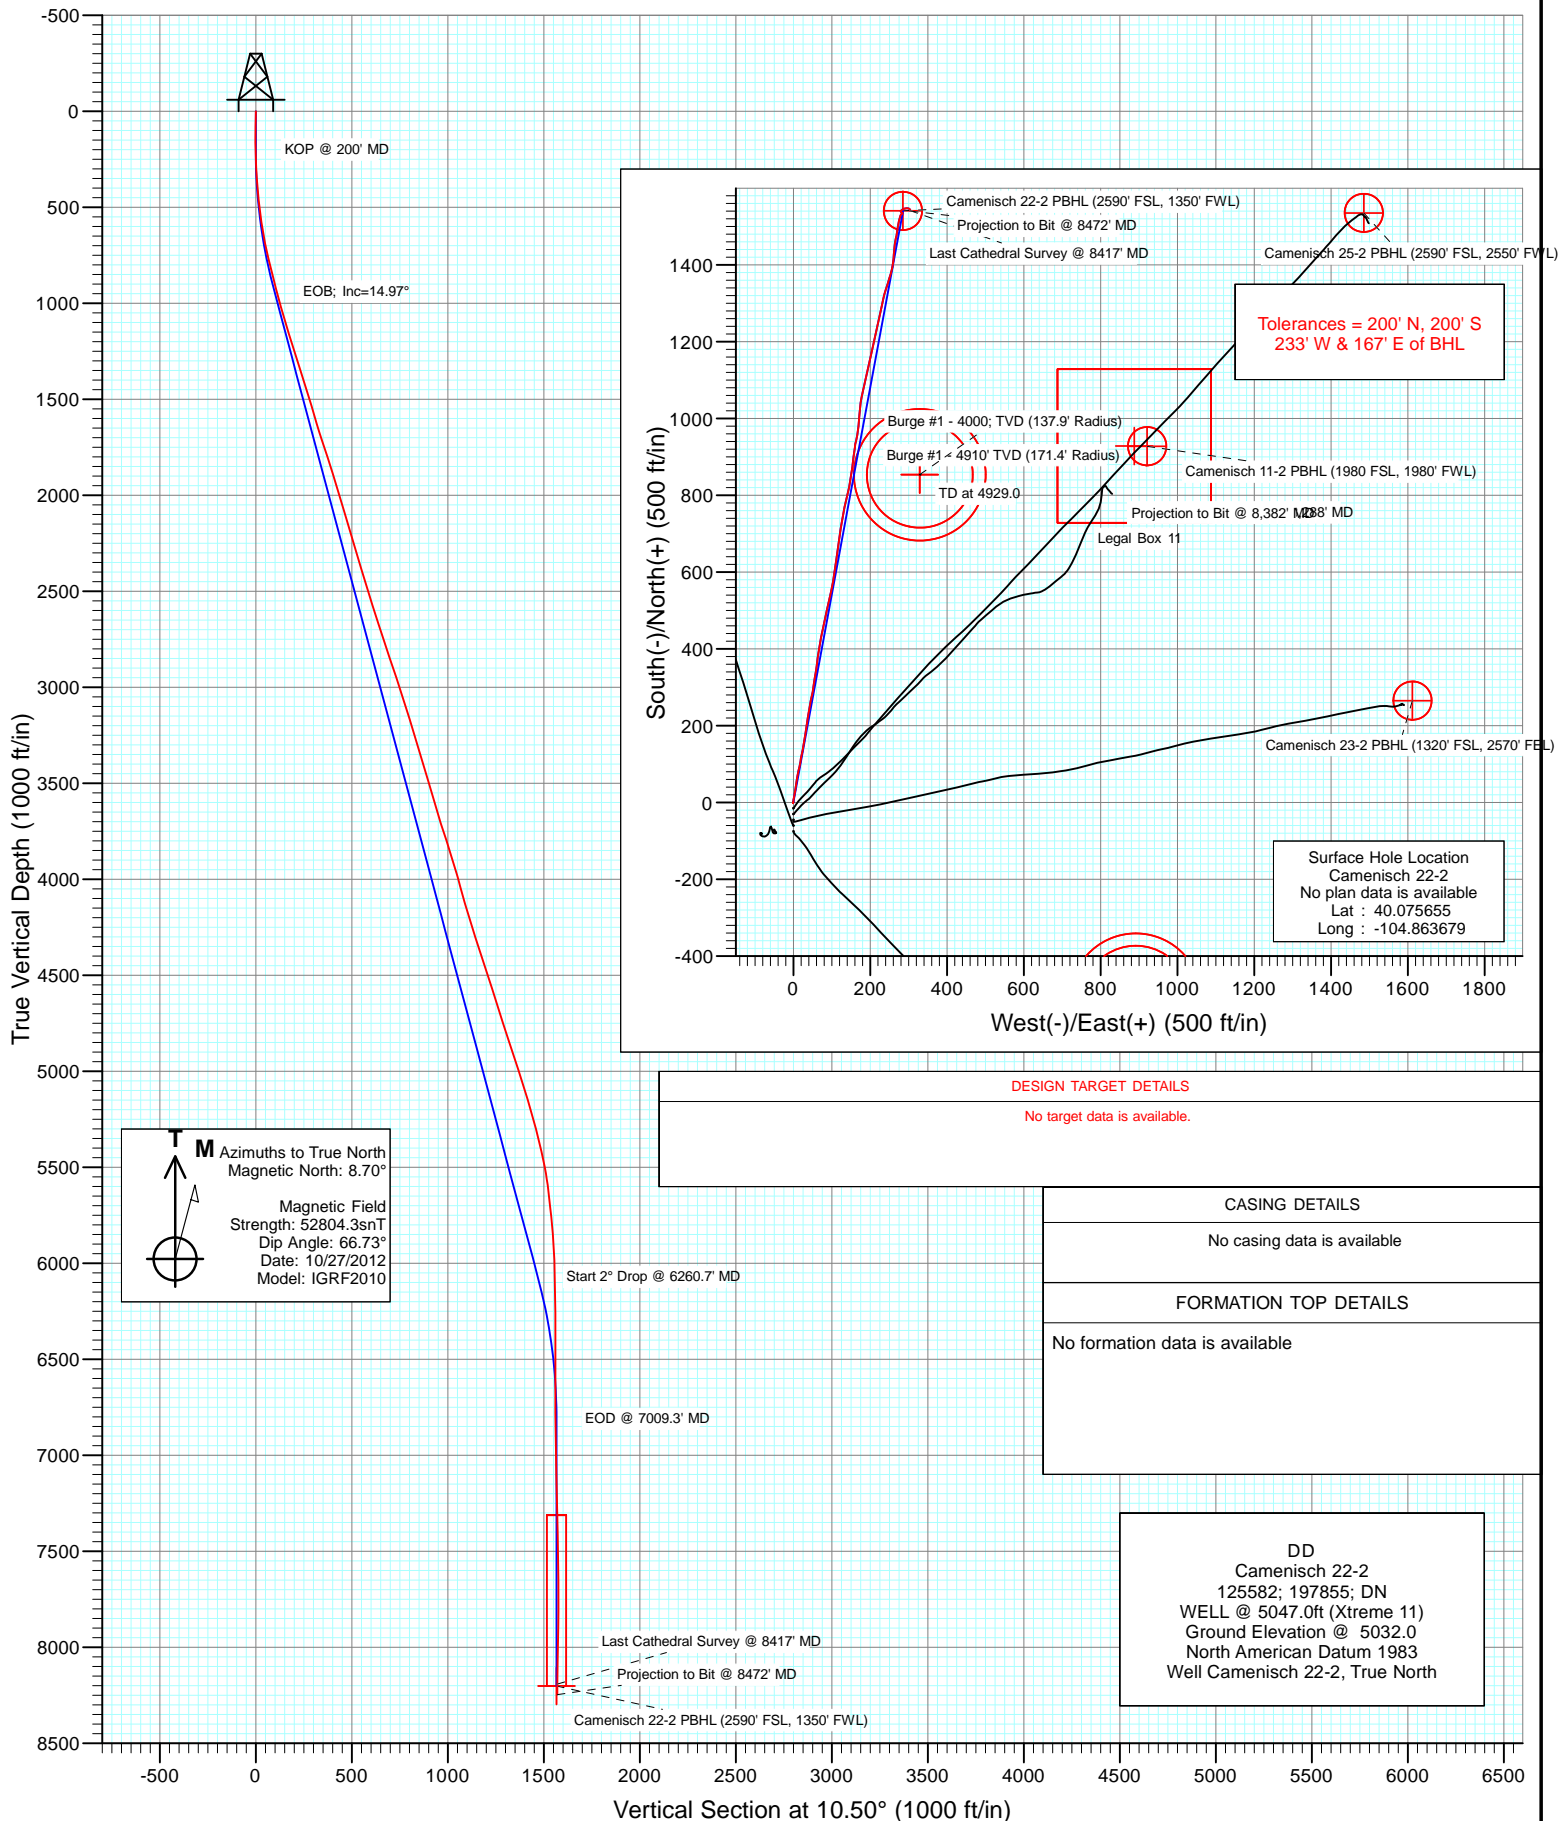 -500
0
500
1000
1500
2000
2500
3000
3500
4000
4500
5000
5500
6000
6500
7000
7500
8000
8500
True Vertical Depth (1000 ft/in)
-500
0
500
1000
1500
2000
2500
3000
3500
4000
4500
5000
5500
6000
6500
Vertical Section at 10.50° (1000 ft/in)
KOP @ 200' MD
EOB; Inc=14.97°
Start 2° Drop @ 6260.7' MD
EOD @ 7009.3' MD
Last Cathedral Survey @ 8417' MD
Projection to Bit @ 8472' MD
Camenisch 22-2 PBHL (2590' FSL, 1350' FWL)
T
M
Azimuths to True North
Magnetic North: 8.70°
Magnetic Field
Strength: 52804.3snT
Dip Angle: 66.73°
Date: 10/27/2012
Model: IGRF2010
1400
1200
1000
800
600
400
200
0
-200
-400
South(-)/North(+) (500 ft/in)
0
200
400
600
800
1000
1200
1400
1600
1800
West(-)/East(+) (500 ft/in)
Camenisch 22-2 PBHL (2590' FSL, 1350' FWL)
Projection to Bit @ 8472' MD
Last Cathedral Survey @ 8417' MD
Camenisch 25-2 PBHL (2590' FSL, 2550' FWL)
Tolerances = 200' N, 200' S
233' W & 167' E of BHL
Burge #1 - 4000; TVD (137.9' Radius)
Burge #1 - 4910' TVD (171.4' Radius)
TD at 4929.0
Camenisch 11-2 PBHL (1980 FSL, 1980' FWL)
Projection to Bit @ 8,382' MD
288' MD
Legal Box 11
Camenisch 23-2 PBHL (1320' FSL, 2570' FEL)
Surface Hole Location
Camenisch 22-2
No plan data is available
Lat : 40.075655
Long : -104.863679
DESIGN TARGET DETAILS
No target data is available.
CASING DETAILS
No casing data is available
FORMATION TOP DETAILS
No formation data is available
DD
Camenisch 22-2
125582; 197855; DN
WELL @ 5047.0ft (Xtreme 11)
Ground Elevation @ 5032.0
North American Datum 1983
Well Camenisch 22-2, True North